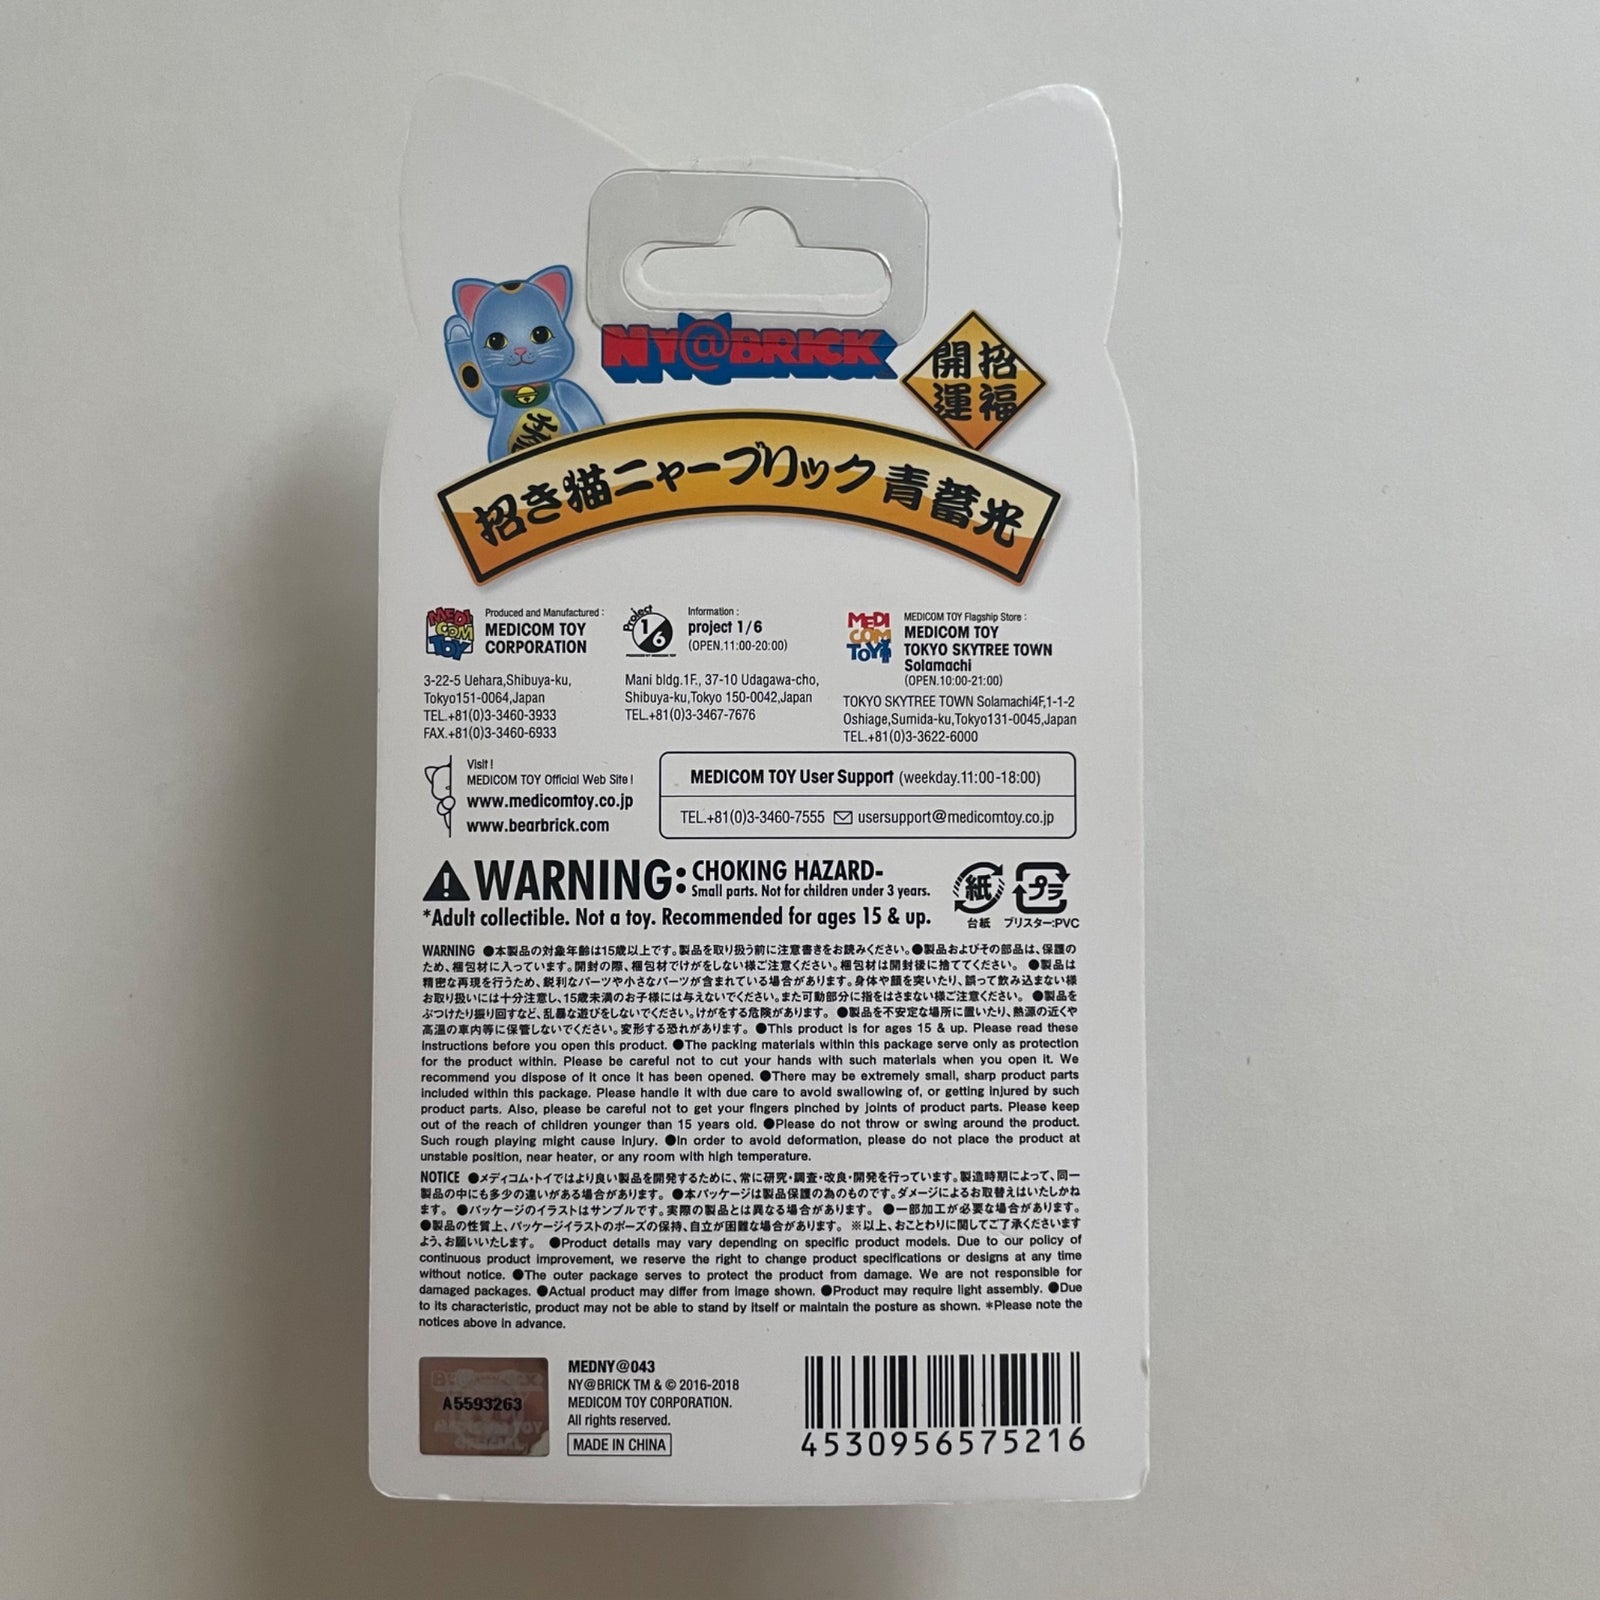 NY@BRICK
開運
招福
招き猫ニャーブリック 青蓄光
MEDI
COM
TOY
Produced and Manufactured :
MEDICOM TOY
CORPORATION
3-22-5 Uehara,Shibuya-ku,
Tokyo151-0064,Japan
TEL.+81(0)3-3460-3933
FAX.+81(0)3-3460-6933
Project
1/6
Information :
project 1/6
(OPEN.11:00-20:00)
Mani bldg.1F., 37-10 Udagawa-cho,
Shibuya-ku,Tokyo 150-0042,Japan
TEL.+81(0)3-3467-7676
MEDI
COM
TOY
MEDICOM TOY Flagship Store :
MEDICOM TOY
TOKYO SKYTREE TOWN
Solamachi
(OPEN.10:00-21:00)
TOKYO SKYTREE TOWN Solamachi4F,1-1-2
Oshiage,Sumida-ku,Tokyo131-0045,Japan
TEL.+81(0)3-3622-6000
Visit !
MEDICOM TOY Official Web Site !
www.medicomtoy.co.jp
www.bearbrick.com
MEDICOM TOY User Support (weekday.11:00-18:00)
TEL.+81(0)3-3460-7555 usersupport@medicomtoy.co.jp
WARNING: CHOKING HAZARD-
Small parts. Not for children under 3 years.
*Adult collectible. Not a toy. Recommended for ages 15 & up.
紙
台紙
プラ
ブリスター:PVC
WARNING ●本製品の対象年齢は15歳以上です。製品を取り扱う前に注意書きをお読みください。●製品およびその部品は、保護の
ため、梱包材に入っています。開封の際、梱包材でけがをしない様ご注意ください。梱包材は開封後に捨ててください。 ●製品は
精密な再現を行うため、鋭利なパーツや小さなパーツが含まれている場合があります。身体や顔を突いたり、誤って飲み込まない様
お取り扱いには十分注意し、15歳未満のお子様には与えないでください。また可動部分に指をはさまない様ご注意ください。 ●製品を
ぶつけたり振り回すなど、乱暴な遊びをしないでください。けがをする危険があります。 ●製品を不安定な場所に置いたり、熱源の近くや
高温の車内等に保管しないでください。変形する恐れがあります。 ●This product is for ages 15 & up. Please read these
instructions before you open this product. ●The packing materials within this package serve only as protection
for the product within. Please be careful not to cut your hands with such materials when you open it. We
recommend you dispose of it once it has been opened. ●There may be extremely small, sharp product parts
included within this package. Please handle it with due care to avoid swallowing of, or getting injured by such
product parts. Also, please be careful not to get your fingers pinched by joints of product parts. Please keep
out of the reach of children younger than 15 years old. ●Please do not throw or swing around the product.
Such rough playing might cause injury. ●In order to avoid deformation, please do not place the product at
unstable position, near heater, or any room with high temperature.
NOTICE ●メディコム・トイではより良い製品を開発するために、常に研究・調査・改良・開発を行っています。製造時期によって、同一
製品の中にも多少の違いがある場合があります。 ●本パッケージは製品保護の為のものです。ダメージによるお取替えはいたしかね
ます。 ●パッケージのイラストはサンプルです。実際の製品とは異なる場合があります。 ●一部加工が必要な場合があります。
●製品の性質上、パッケージイラストのポーズの保持、自立が困難な場合があります。 ※以上、おことわりに関してご了承くださいます
よう、お願いいたします。 ●Product details may vary depending on specific product models. Due to our policy of
continuous product improvement, we reserve the right to change product specifications or designs at any time
without notice. ●The outer package serves to protect the product from damage. We are not responsible for
damaged packages. ●Actual product may differ from image shown. ●Product may require light assembly. ●Due
to its characteristic, product may not be able to stand by itself or maintain the posture as shown. *Please note the
notices above in advance.
A5593263
MEDNY@043
NY@BRICK TM & © 2016-2018
MEDICOM TOY CORPORATION.
All rights reserved.
MADE IN CHINA
4530956575216